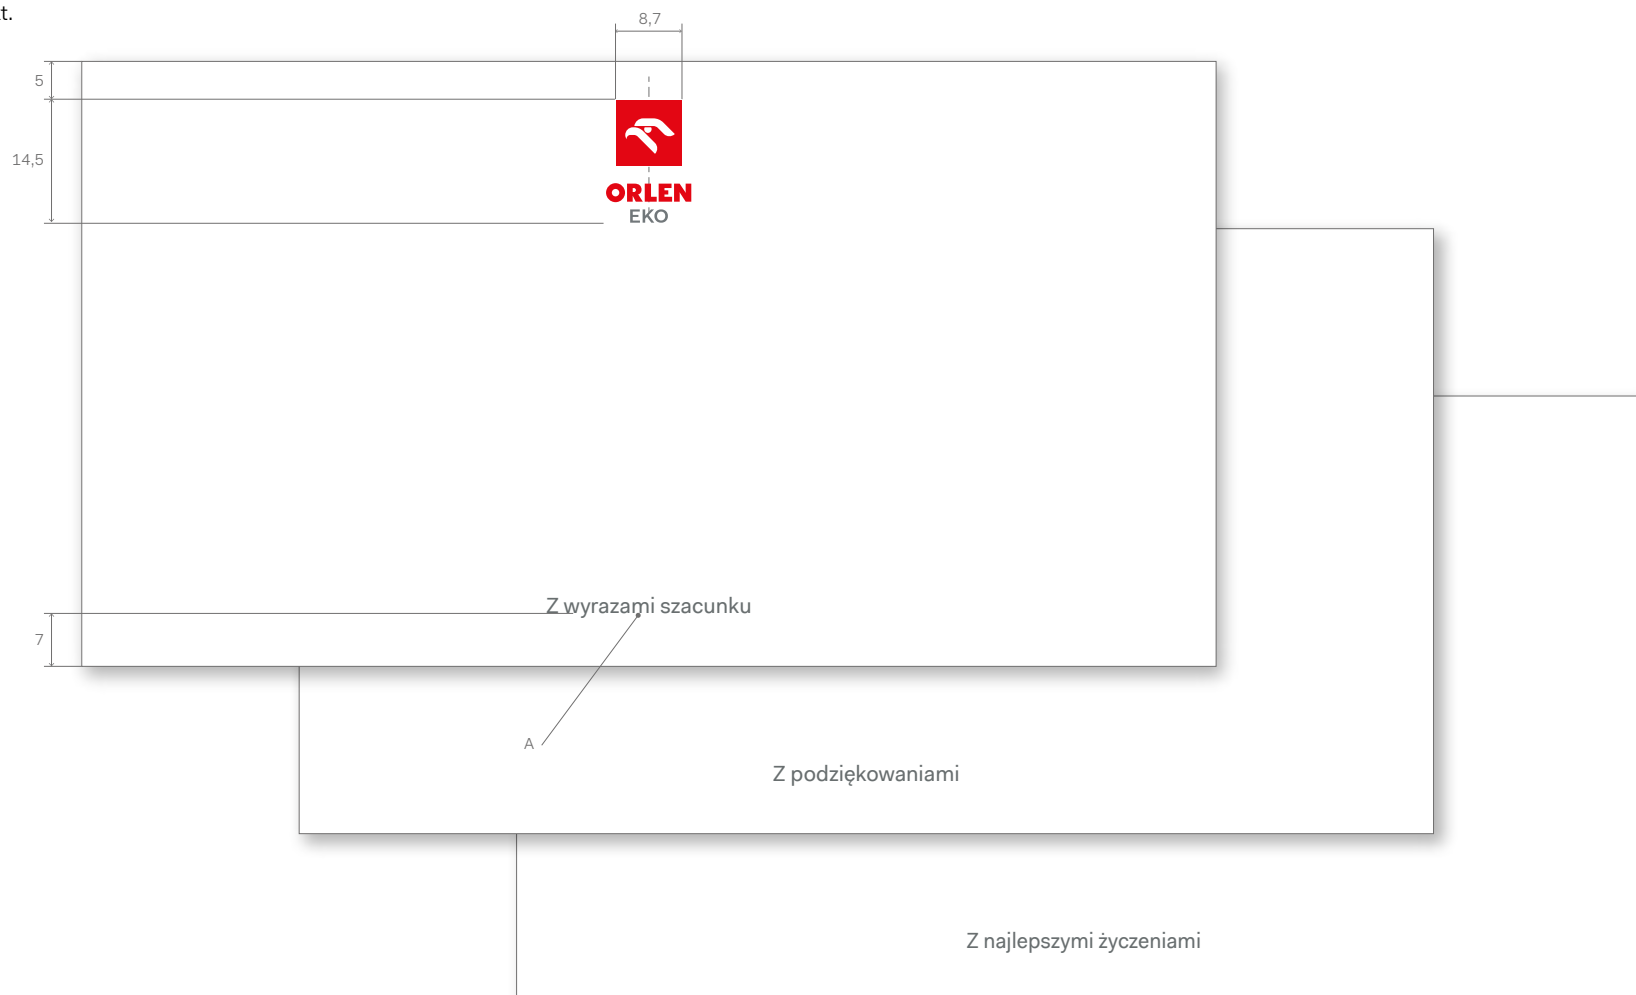 t.
8,7
5
14,5
ORLEN
EKO
Z wyrazami szacunku
7
A
Z podziękowaniami
Z najlepszymi życzeniami